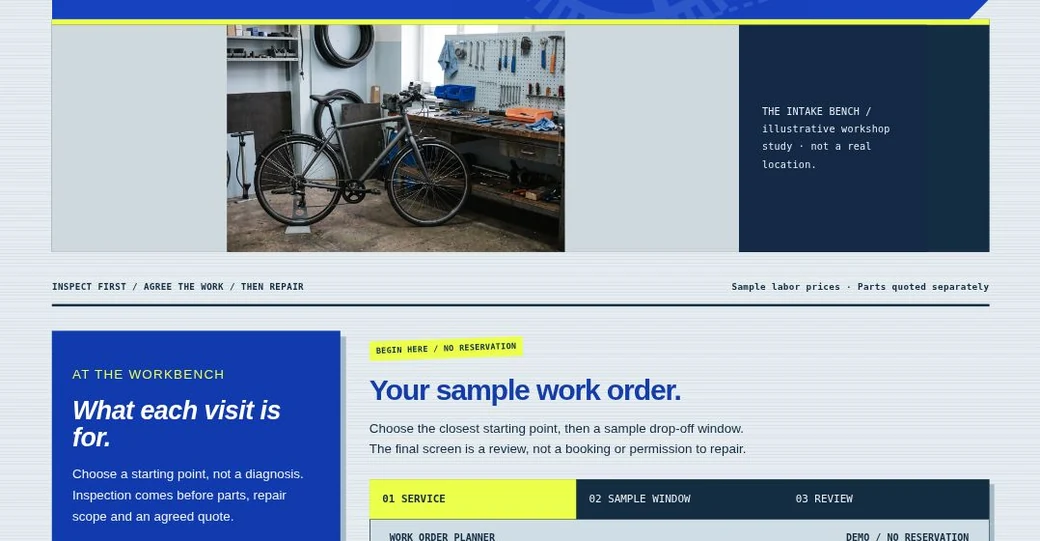 THE INTAKE BENCH /
illustrative workshop
study · not a real
location.
INSPECT FIRST / AGREE THE WORK / THEN REPAIR
Sample labor prices · Parts quoted separately
AT THE WORKBENCH
What each visit is
for.
Choose a starting point, not a diagnosis.
Inspection comes before parts, repair
scope and an agreed quote.
BEGIN HERE / NO RESERVATION
Your sample work order.
Choose the closest starting point, then a sample drop-off window.
The final screen is a review, not a booking or permission to repair.
01 SERVICE
02 SAMPLE WINDOW
03 REVIEW
WORK ORDER PLANNER
DEMO / NO RESERVATION